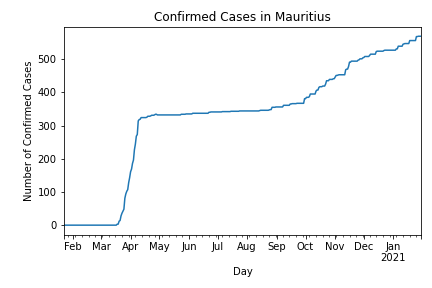 Confirmed Cases in Mauritius
Number of Confirmed Cases
500
400
300
200
100
0
Feb Mar Apr May Jun Jul Aug Sep Oct Nov Dec Jan
2021
Day